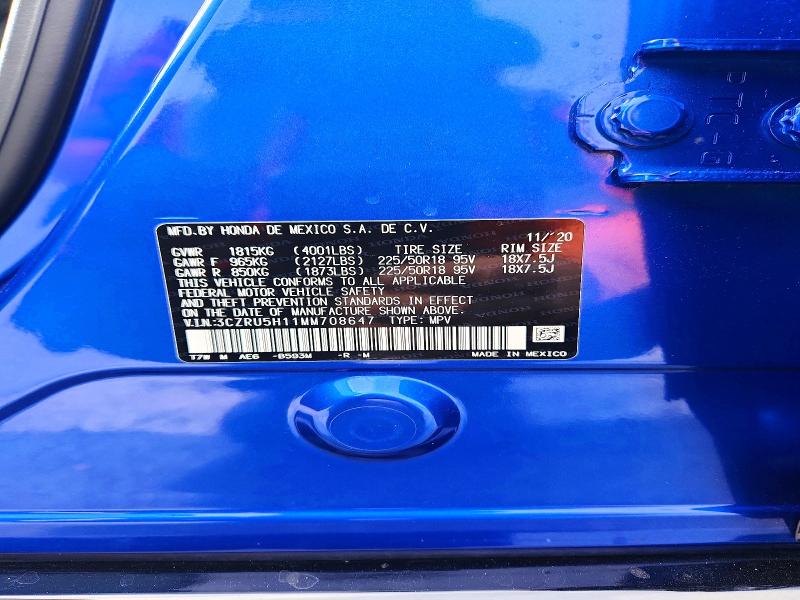 MFD.BY HONDA DE MEXICO S.A. DE C.V.
11/'20
GVWR 1815KG (4001LBS) TIRE SIZE RIM SIZE
GAWR F 965KG (2127LBS) 225/50R18 95V 18X7.5J
GAWR R 850KG (1873LBS) 225/50R18 95V 18X7.5J
THIS VEHICLE CONFORMS TO ALL APPLICABLE
FEDERAL MOTOR VEHICLE SAFETY
AND THEFT PREVENTION STANDARDS IN EFFECT
ON THE DATE OF MANUFACTURE SHOWN ABOVE.
V.I.N:3CZRU5H11MM708647 TYPE: MPV
T7W M AE6 -B593M -R -M MADE IN MEXICO